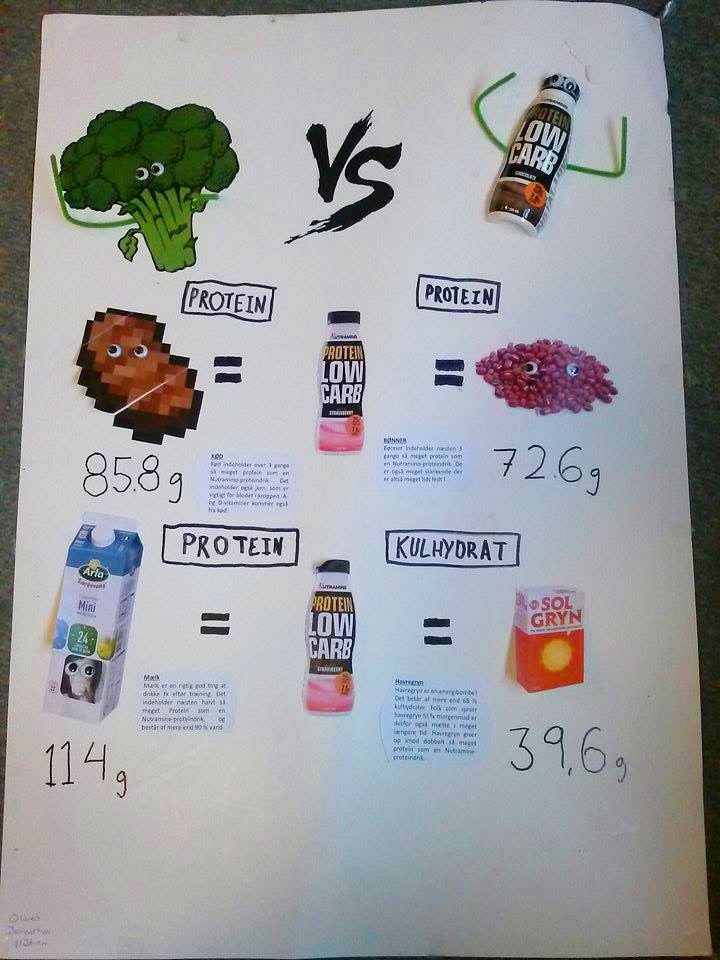 VS
PROTEIN
LOW
CARB
CHOCOLATE
PROTEIN
PROTEIN
NUTRAMINO
PROTEIN
LOW
CARB
STRAWBERRY
=
=
85.8g
KØD
Kød indeholder over 3 gange
så meget protein som en
Nutramino-proteindrik. Det
indeholder også jern, som er
vigtigt for blodet i kroppen. A-
og D-vitaminer kommer også
fra kød.
BØNNER
Bønner indeholder næsten 3
gange så meget protein som
en Nutramino-proteindrik. De
er også meget slankende der
er altså meget lidt fedt i
72.6g
PROTEIN
KULHYDRAT
Arla
Mini
24
=
NUTRAMINO
PROTEIN
LOW
CARB
STRAWBERRY
=
SOL
GRYN
Mælk
Mælk er en rigtig god ting at
drikke fx efter træning. Det
indeholder næsten halvt så
meget Protein som en
Nutramino-proteindrik, og
består af mere end 90 % vand.
114g
Havregryn
Havregryn er en energibombe!
Det betår af mere end 68 %
kulhydrater. Folk som spiser
havregryn til fx morgenmad er
derfor også mætte i meget
længere tid. Havregryn giver
op imod dobbelt så meget
protein som en Nutramino-
proteindrik.
39,6g